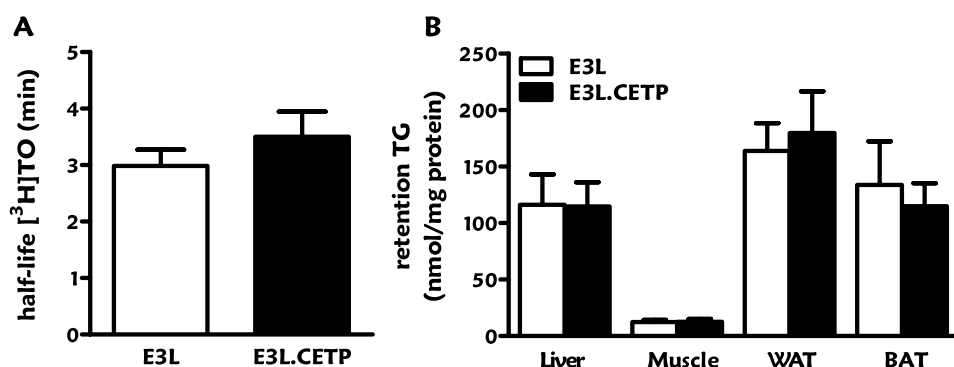 A
half-life [³H]TO (min)
5
4
3
2
1
0
E3L
E3L.CETP
B
retention TG
(nmol/mg protein)
250
200
150
100
50
0
E3L
E3L.CETP
Liver
Muscle
WAT
BAT